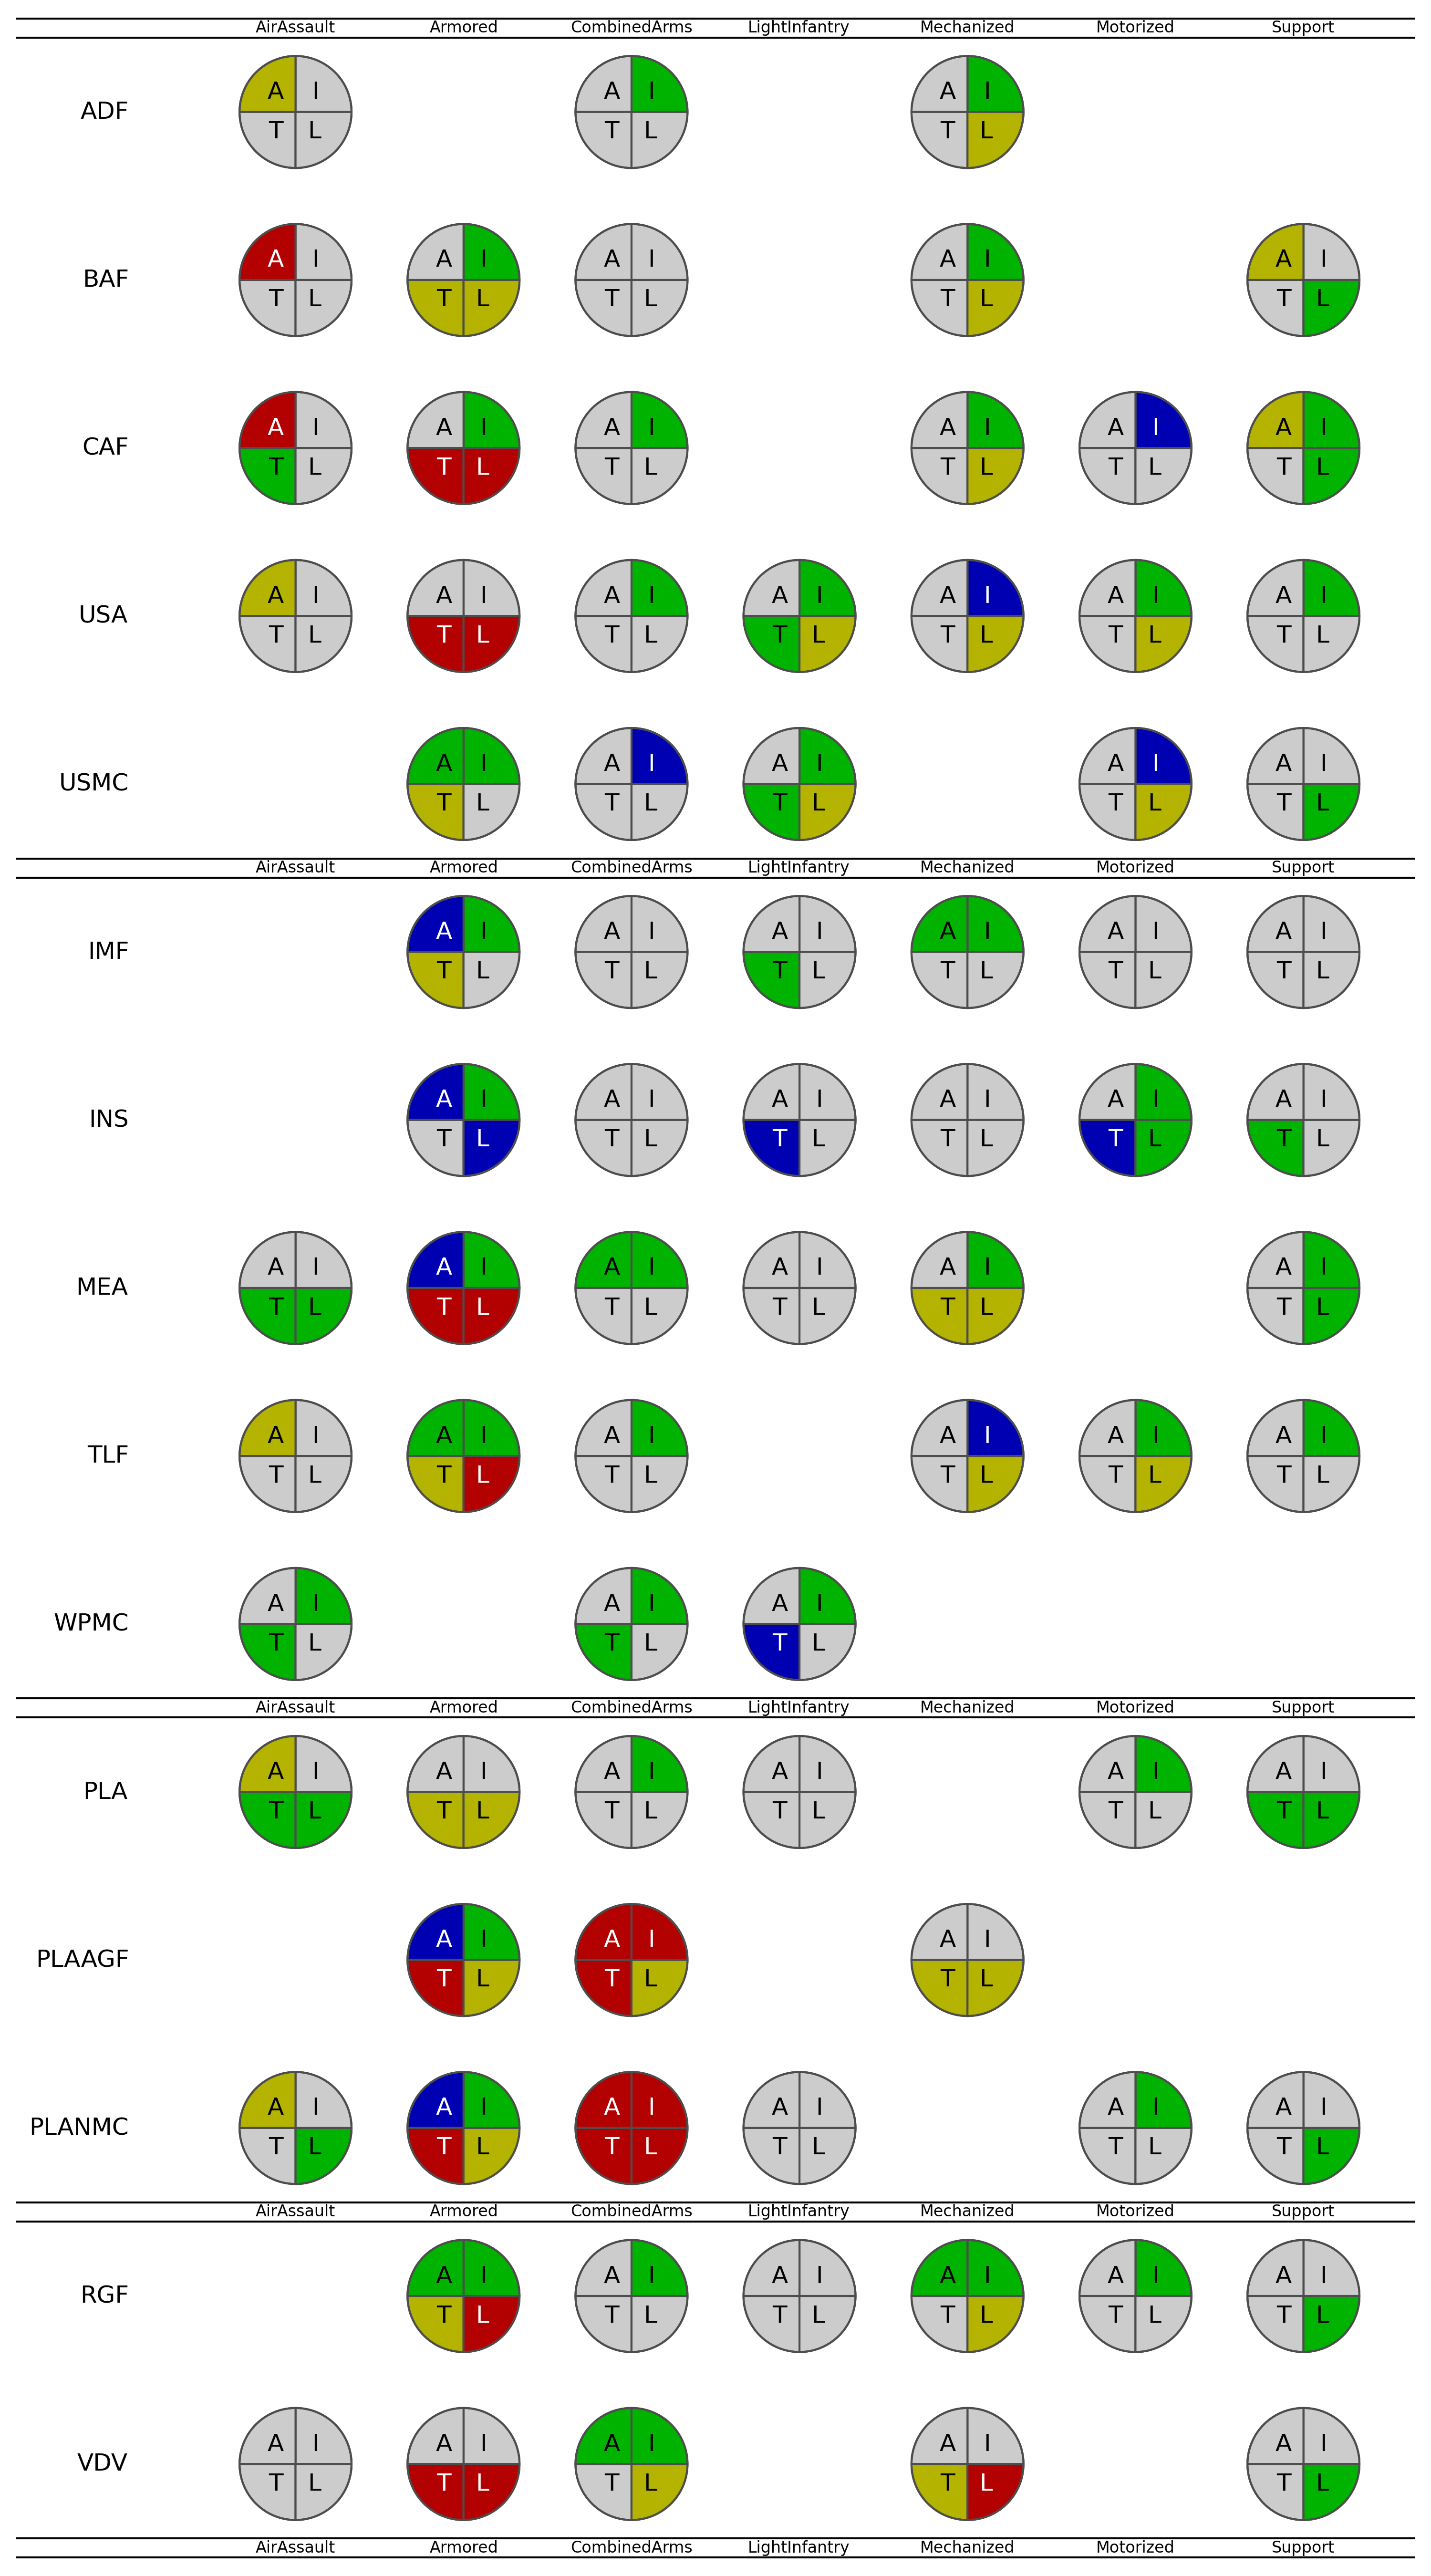 AirAssault Armored CombinedArms LightInfantry Mechanized Motorized Support
A I A I A I
ADF
T L T L T L
A I A I A I A I A I
BAF
T L T L T L T L T L
A I A I A I A I A I A I
CAF
T L T L T L T L T L T L
A I A I A I A I A I A I A I
USA
T L T L T L T L T L T L T L
A I A I A I A I A I
USMC
T L T L T L T L T L
AirAssault Armored CombinedArms LightInfantry Mechanized Motorized Support
A I A I A I A I A I A I
IMF
T L T L T L T L T L T L
A I A I A I A I A I A I
INS
T L T L T L T L T L T L
A I A I A I A I A I A I
MEA
T L T L T L T L T L T L
A I A I A I A I A I A I
TLF
T L T L T L T L T L T L
A I A I A I
WPMC
T L T L T L
AirAssault Armored CombinedArms LightInfantry Mechanized Motorized Support
A I A I A I A I A I A I
PLA
T L T L T L T L T L T L
A I A I A I
PLAAGF
T L T L T L
A I A I A I A I A I A I
PLANMC
T L T L T L T L T L T L
AirAssault Armored CombinedArms LightInfantry Mechanized Motorized Support
A I A I A I A I A I A I
RGF
T L T L T L T L T L T L
A I A I A I A I A I
VDV
T L T L T L T L T L
AirAssault Armored CombinedArms LightInfantry Mechanized Motorized Support